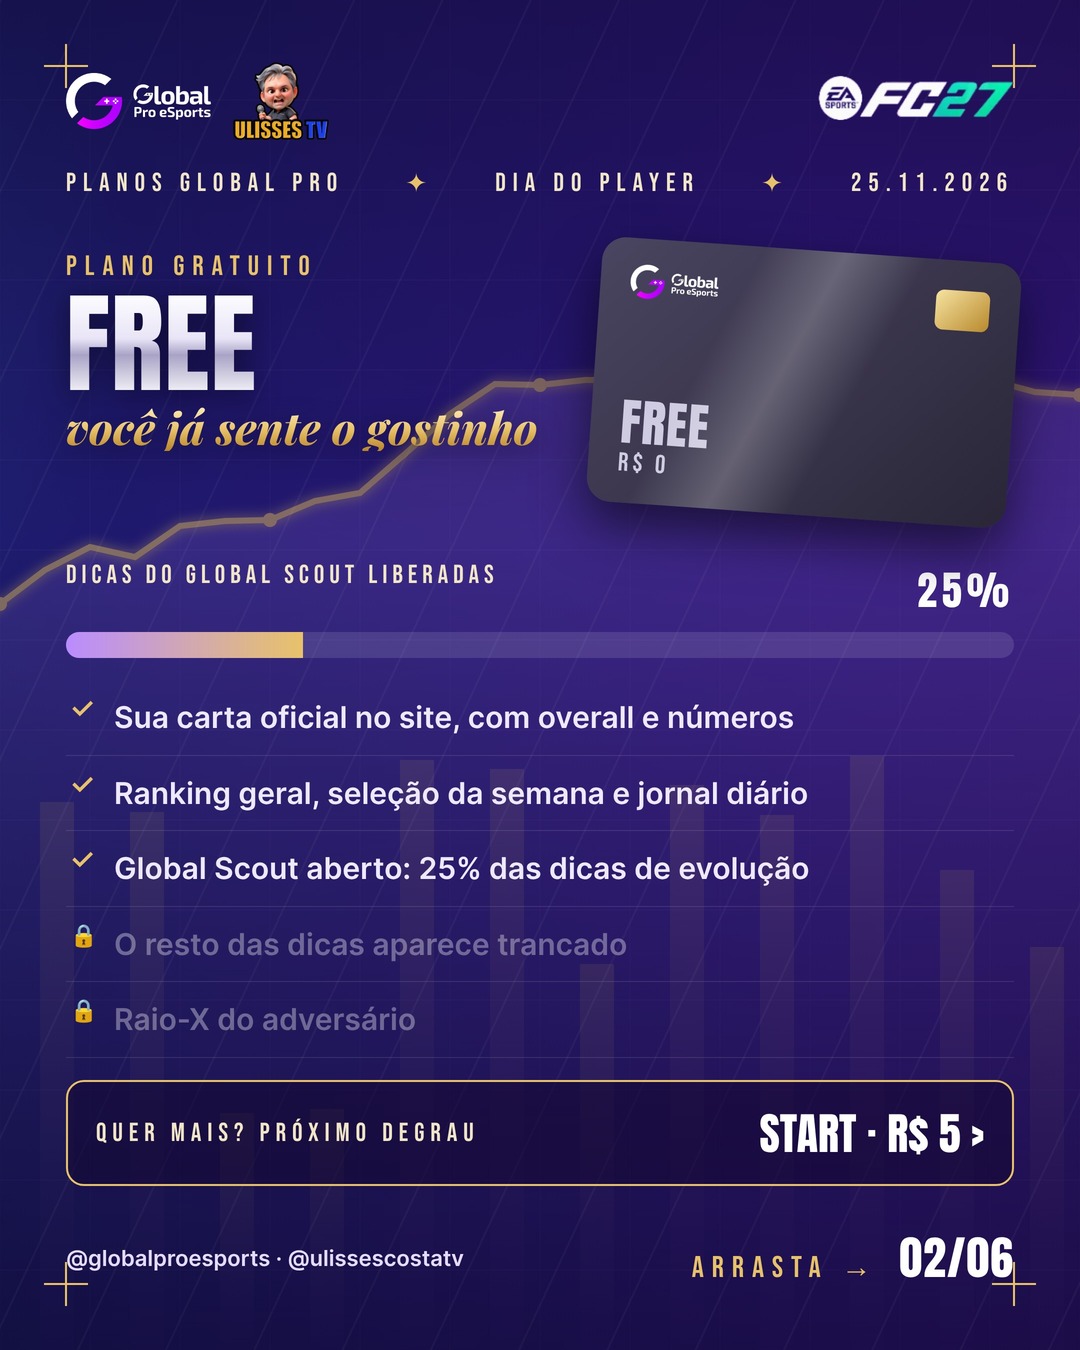 Global
Pro eSports
ULISSES TV
EA SPORTS FC27
PLANOS GLOBAL PRO ✦ DIA DO PLAYER ✦ 25.11.2026
PLANO GRATUITO
FREE
você já sente o gostinho
Global
Pro eSports
FREE
R$ 0
DICAS DO GLOBAL SCOUT LIBERADAS
25%
Sua carta oficial no site, com overall e números
Ranking geral, seleção da semana e jornal diário
Global Scout aberto: 25% das dicas de evolução
O resto das dicas aparece trancado
Raio-X do adversário
QUER MAIS? PRÓXIMO DEGRAU
START · R$ 5 ›
@globalproesports · @ulissescostatv
ARRASTA → 02/06